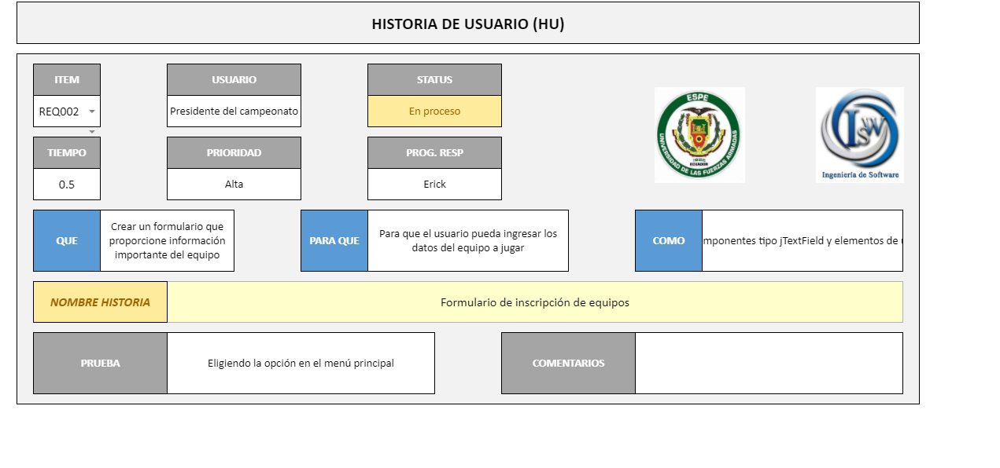 HISTORIA DE USUARIO (HU)
ITEM
USUARIO
STATUS
REQ002
Presidente del campeonato
En proceso
TIEMPO
PRIORIDAD
PROG. RESP
0.5
Alta
Erick
ESPE
UNIVERSIDAD DE LAS FUERZAS ARMADAS
ECUADOR
ISW
Ingeniería de Software
QUE
Crear un formulario que
proporcione información
importante del equipo
PARA QUE
Para que el usuario pueda ingresar los
datos del equipo a jugar
COMO
mponentes tipo jTextField y elementos de
NOMBRE HISTORIA
Formulario de inscripción de equipos
PRUEBA
Eligiendo la opción en el menú principal
COMENTARIOS